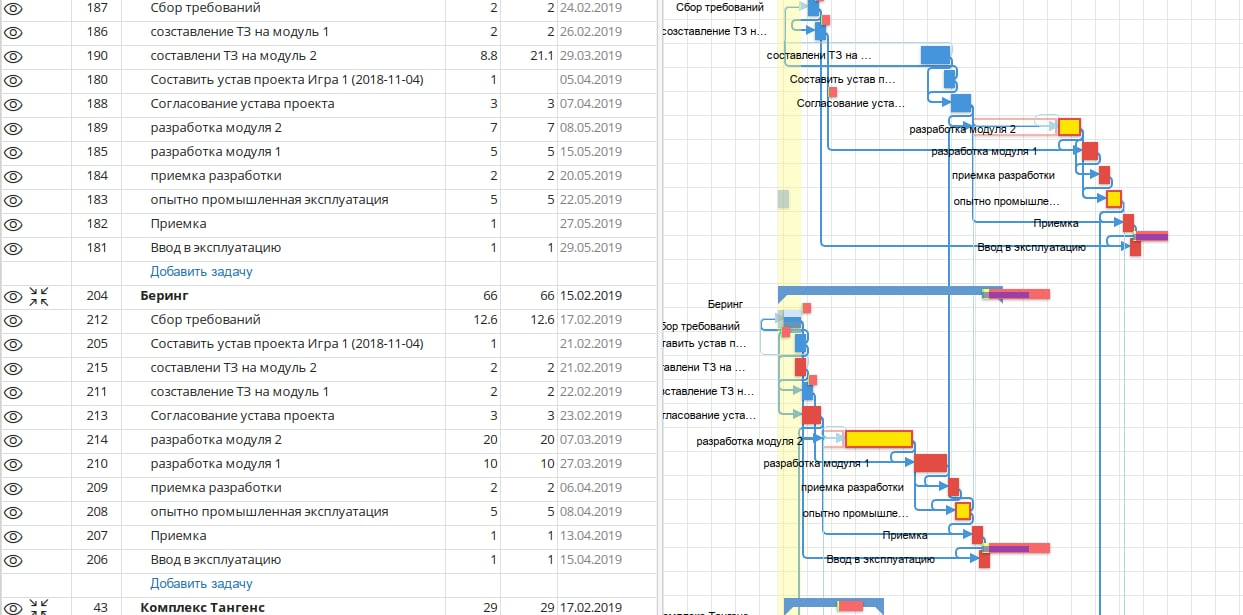 187 Сбор требований 2 2 24.02.2019 Сбор требований
186 созставление ТЗ на модуль 1 2 2 26.02.2019 созставление ТЗ н...
190 составлени ТЗ на модуль 2 8.8 21.1 29.03.2019 составлени ТЗ на ...
180 Составить устав проекта Игра 1 (2018-11-04) 1 05.04.2019 Составить устав п...
188 Согласование устава проекта 3 3 07.04.2019 Согласование уста...
189 разработка модуля 2 7 7 08.05.2019 разработка модуля 2
185 разработка модуля 1 5 5 15.05.2019 разработка модуля 1
184 приемка разработки 2 2 20.05.2019 приемка разработки
183 опытно промышленная эксплуатация 5 5 22.05.2019 опытно промышле...
182 Приемка 1 27.05.2019 Приемка
181 Ввод в эксплуатацию 1 1 29.05.2019 Ввод в эксплуатацию
Добавить задачу
204 Беринг 66 66 15.02.2019 Беринг
212 Сбор требований 12.6 12.6 17.02.2019 бор требований
205 Составить устав проекта Игра 1 (2018-11-04) 1 21.02.2019 тавить устав п...
215 составлени ТЗ на модуль 2 2 2 21.02.2019 тавлени ТЗ на ...
211 созставление ТЗ на модуль 1 2 2 22.02.2019 ставление ТЗ н...
213 Согласование устава проекта 3 3 23.02.2019 гласование уста...
214 разработка модуля 2 20 20 07.03.2019 разработка модуля 2
210 разработка модуля 1 10 10 27.03.2019 разработка модуля 1
209 приемка разработки 2 2 06.04.2019 приемка разработки
208 опытно промышленная эксплуатация 5 5 08.04.2019 опытно промышле...
207 Приемка 1 1 13.04.2019 Приемка
206 Ввод в эксплуатацию 1 1 15.04.2019 Ввод в эксплуатацию
Добавить задачу
43 Комплекс Тангенс 29 29 17.02.2019